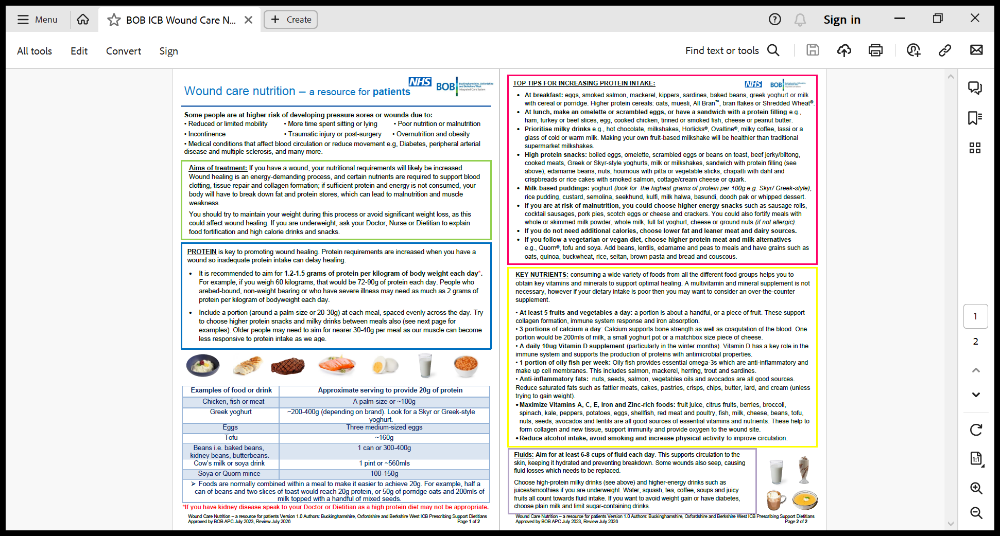 Menu
BOB ICB Wound Care N...
Create
Sign in
All tools
Edit
Convert
Sign
Find text or tools
Wound care nutrition – a resource for patients
NHS
BOB
Buckinghamshire, Oxfordshire
and Berkshire West
Integrated Care System
Some people are at higher risk of developing pressure sores or wounds due to:
• Reduced or limited mobility • More time spent sitting or lying • Poor nutrition or malnutrition
• Incontinence • Traumatic injury or post-surgery • Overnutrition and obesity
• Medical conditions that affect blood circulation or reduce movement e.g, Diabetes, peripheral arterial
disease and multiple sclerosis, and many more.
Aims of treatment: If you have a wound, your nutritional requirements will likely be increased.
Wound healing is an energy-demanding process, and certain nutrients are required to support blood
clotting, tissue repair and collagen formation; if sufficient protein and energy is not consumed, your
body will have to break down fat and protein stores, which can lead to malnutrition and muscle
weakness.
You should try to maintain your weight during this process or avoid significant weight loss, as this
could affect wound healing. If you are underweight, ask your Doctor, Nurse or Dietitian to explain
food fortification and high calorie drinks and snacks.
PROTEIN is key to promoting wound healing. Protein requirements are increased when you have a
wound so inadequate protein intake can delay healing.
• It is recommended to aim for 1.2-1.5 grams of protein per kilogram of body weight each day*.
For example, if you weigh 60 kilograms, that would be 72-90g of protein each day. People who
arebed-bound, non-weight bearing or who have severe illness may need as much as 2 grams of
protein per kilogram of bodyweight each day.
• Include a portion (around a palm-size or 20-30g) at each meal, spaced evenly across the day. Try
to choose higher protein snacks and milky drinks between meals also (see next page for
examples). Older people may need to aim for nearer 30-40g per meal as our muscle can become
less responsive to protein intake as we age.
Examples of food or drink Approximate serving to provide 20g of protein
Chicken, fish or meat A palm-size or ~100g
Greek yoghurt ~200-400g (depending on brand). Look for a Skyr or Greek-style
yoghurt.
Eggs Three medium-sized eggs
Tofu ~160g
Beans i.e. baked beans, 1 can or 300-400g
kidney beans, butterbeans.
Cow's milk or soya drink 1 pint or ~560mls
Soya or Quorn mince 100-150g
➢ Foods are normally combined within a meal to make it easier to achieve 20g. For example, half a
can of beans and two slices of toast would reach 20g protein, or 50g of porridge oats and 200mls of
milk topped with a handful of mixed seeds.
*If you have kidney disease speak to your Doctor or Dietitian as a high protein diet may not be appropriate.
Wound Care Nutrition – a resource for patients Version 1.0 Authors: Buckinghamshire, Oxfordshire and Berkshire West ICB Prescribing Support Dietitians
Approved by BOB APC July 2023, Review July 2026 Page 1 of 2
TOP TIPS FOR INCREASING PROTEIN INTAKE:
NHS
BOB
Buckinghamshire, Oxfordshire
and Berkshire West
Integrated Care System
• At breakfast: eggs, smoked salmon, mackerel, kippers, sardines, baked beans, greek yoghurt or milk
with cereal or porridge. Higher protein cereals: oats, muesli, All Bran™, bran flakes or Shredded Wheat®.
• At lunch, make an omelette or scrambled eggs, or have a sandwich with a protein filling e.g.,
ham, turkey or beef slices, egg, cooked chicken, tinned or smoked fish, cheese or peanut butter.
• Prioritise milky drinks e.g., hot chocolate, milkshakes, Horlicks®, Ovaltine®, milky coffee, lassi or a
glass of cold or warm milk. Making your own fruit-based milkshake will be healthier than traditional
supermarket milkshakes.
• High protein snacks: boiled eggs, omelette, scrambled eggs or beans on toast, beef jerky/biltong,
cooked meats, Greek or Skyr-style yoghurts, milk or milkshakes, sandwich with protein filling (see
above), edamame beans, nuts, houmous with pitta or vegetable sticks, chapatti with dahl and
crispbreads or rice cakes with smoked salmon, cottage/cream cheese or quark.
• Milk-based puddings: yoghurt (look for the highest grams of protein per 100g e.g. Skyr/ Greek-style),
rice pudding, custard, semolina, seekhund, kulfi, milk halwa, basundi, doodh pak or whipped dessert.
• If you are at risk of malnutrition, you could choose higher energy snacks such as sausage rolls,
cocktail sausages, pork pies, scotch eggs or cheese and crackers. You could also fortify meals with
whole or skimmed milk powder, whole milk, full fat yoghurt, cheese or ground nuts (if not allergic).
• If you do not need additional calories, choose lower fat and leaner meat and dairy sources.
• If you follow a vegetarian or vegan diet, choose higher protein meat and milk alternatives
e.g., Quorn®, tofu and soya. Add beans, lentils, edamame and peas to meals and have grains such as
oats, quinoa, buckwheat, rice, seitan, brown pasta and bread and couscous.
KEY NUTRIENTS: consuming a wide variety of foods from all the different food groups helps you to
obtain key vitamins and minerals to support optimal healing. A multivitamin and mineral supplement is not
necessary, however if your dietary intake is poor then you may want to consider an over-the-counter
supplement.
• At least 5 fruits and vegetables a day: a portion is about a handful, or a piece of fruit. These support
collagen formation, immune system response and iron absorption.
• 3 portions of calcium a day: Calcium supports bone strength as well as coagulation of the blood. One
portion would be 200mls of milk, a small yoghurt pot or a matchbox size piece of cheese.
• A daily 10ug Vitamin D supplement (particularly in the winter months). Vitamin D has a key role in the
immune system and supports the production of proteins with antimicrobial properties.
• 1 portion of oily fish per week: Oily fish provides essential omega-3s which are anti-inflammatory and
make up cell membranes. This includes salmon, mackerel, herring, trout and sardines.
• Anti-inflammatory fats: nuts, seeds, salmon, vegetables oils and avocados are all good sources.
Reduce saturated fats such as fattier meats, cakes, pastries, crisps, chips, butter, lard, and cream (unless
trying to gain weight).
• Maximize Vitamins A, C, E, Iron and Zinc-rich foods: fruit juice, citrus fruits, berries, broccoli,
spinach, kale, peppers, potatoes, eggs, shellfish, red meat and poultry, fish, milk, cheese, beans, tofu,
nuts, seeds, avocados and lentils are all good sources of essential vitamins and nutrients. These help to
form collagen and new tissue, support immunity and provide oxygen to the wound site.
• Reduce alcohol intake, avoid smoking and increase physical activity to improve circulation.
Fluids: Aim for at least 6-8 cups of fluid each day. This supports circulation to the
skin, keeping it hydrated and preventing breakdown. Some wounds also seep, causing
fluid losses which needs to be replaced.
Choose high-protein milky drinks (see above) and higher-energy drinks such as
juices/smoothies if you are underweight. Water, squash, tea, coffee, soups and juicy
fruits all count towards fluid intake. If you want to avoid weight gain or have diabetes,
choose plain milk and limit sugar-containing drinks.
Wound Care Nutrition – a resource for patients Version 1.0 Authors: Buckinghamshire, Oxfordshire and Berkshire West ICB Prescribing Support Dietitians
Approved by BOB APC July 2023, Review July 2026 Page 2 of 2
1
2
1:1